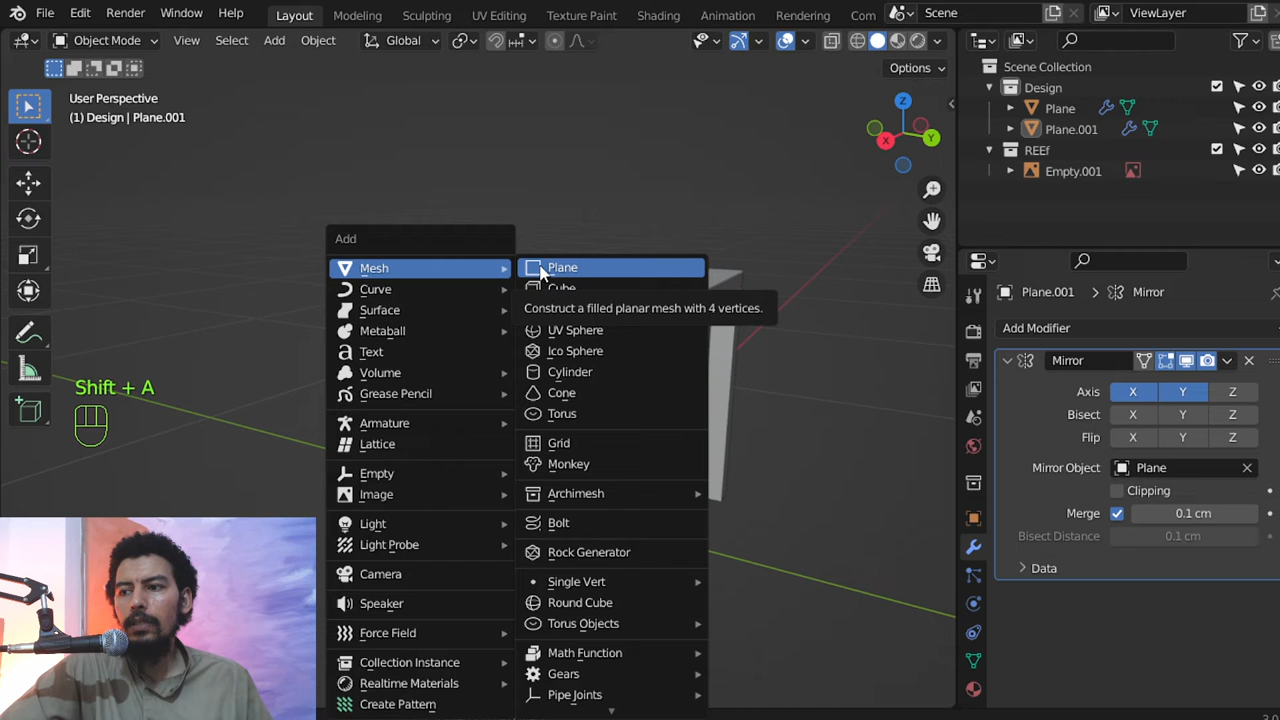 File Edit Render Window Help Layout Modeling Sculpting UV Editing Texture Paint Shading Animation Rendering Com Scene ViewLayer
Object Mode View Select Add Object Global
Options
User Perspective
(1) Design | Plane.001
Z
Y
X
Scene Collection
Design
Plane
Plane.001
REEf
Empty.001
Add
Mesh
Curve
Surface
Metaball
Text
Volume
Grease Pencil
Armature
Lattice
Empty
Image
Light
Light Probe
Camera
Speaker
Force Field
Collection Instance
Realtime Materials
Create Pattern
Plane
Cube
Construct a filled planar mesh with 4 vertices.
UV Sphere
Ico Sphere
Cylinder
Cone
Torus
Grid
Monkey
Archimesh
Bolt
Rock Generator
Single Vert
Round Cube
Torus Objects
Math Function
Gears
Pipe Joints
Shift + A
Plane.001 > Mirror
Add Modifier
Mirror
Axis X Y Z
Bisect X Y Z
Flip X Y Z
Mirror Object Plane
Clipping
Merge 0.1 cm
Bisect Distance 0.1 cm
Data